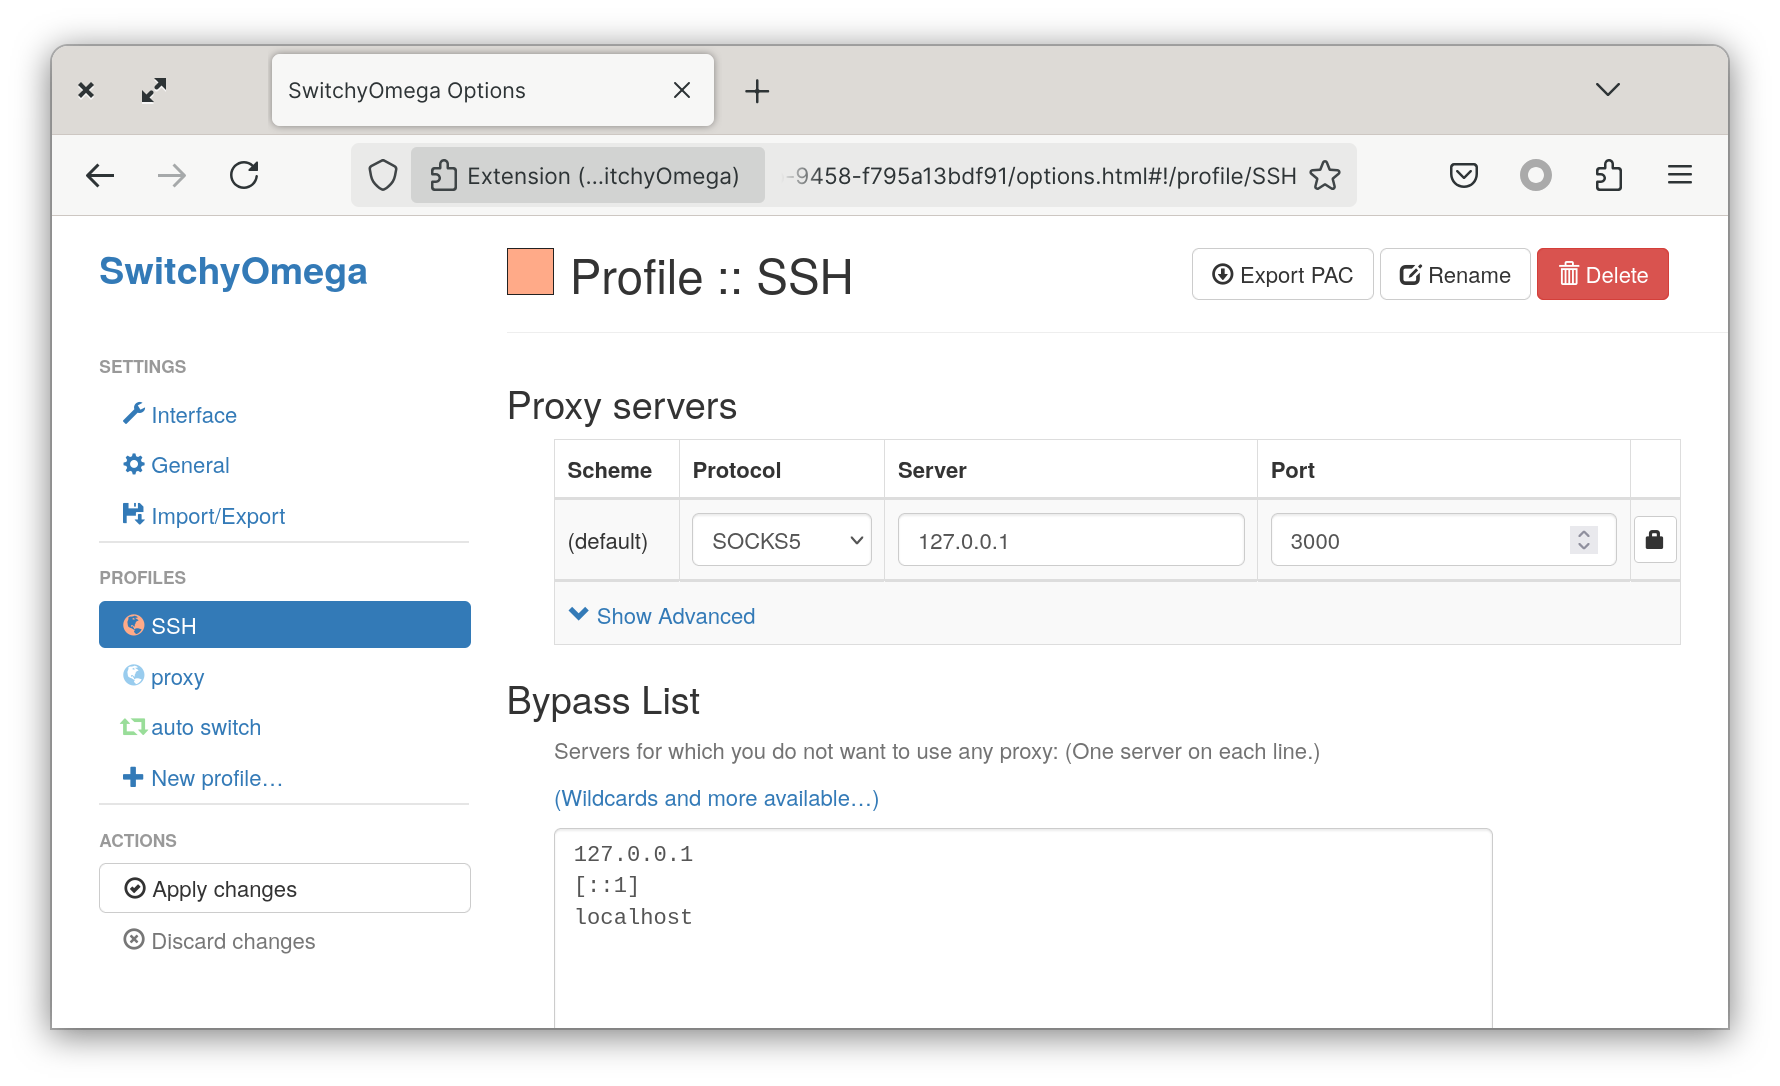 SwitchyOmega Options
Extension (...itchyOmega) -9458-f795a13bdf91/options.html#!/profile/SSH
SwitchyOmega
SETTINGS
Interface
General
Import/Export
PROFILES
SSH
proxy
auto switch
New profile…
ACTIONS
Apply changes
Discard changes
Profile :: SSH
Export PAC Rename Delete
Proxy servers
Scheme Protocol Server Port
(default) SOCKS5 127.0.0.1 3000
Show Advanced
Bypass List
Servers for which you do not want to use any proxy: (One server on each line.)
(Wildcards and more available…)
127.0.0.1
[::1]
localhost